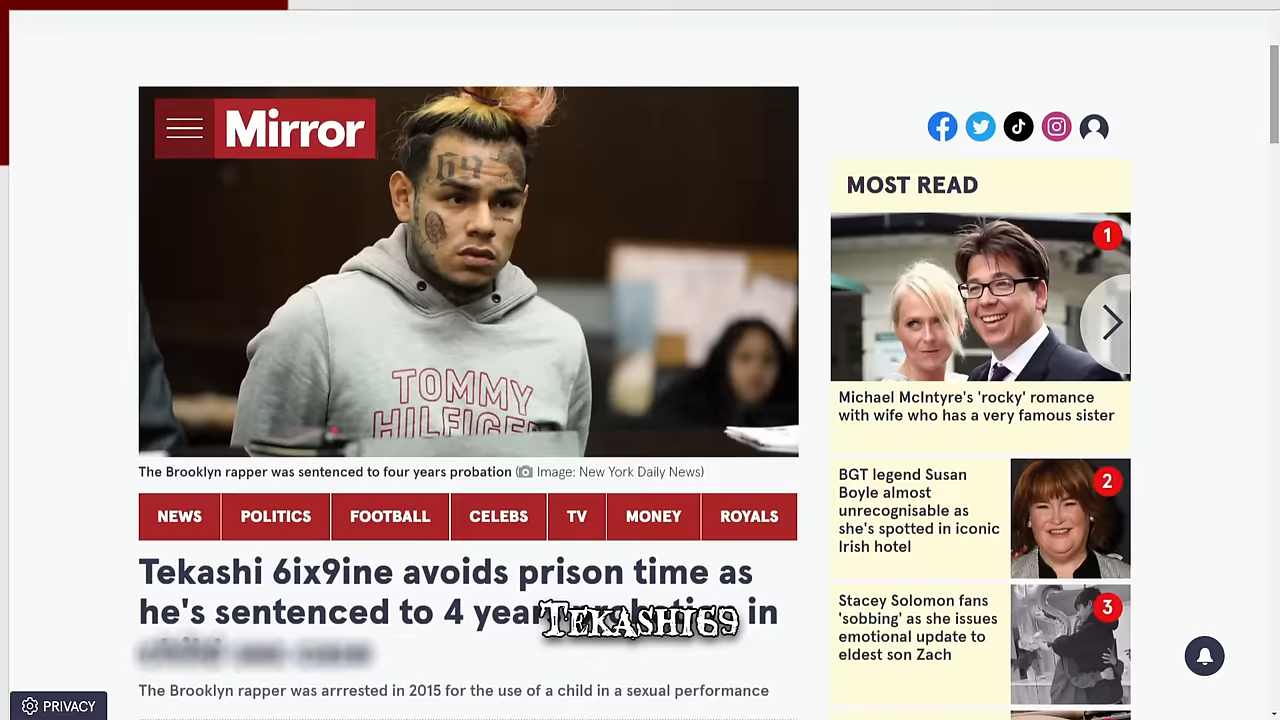 Mirror
69
TOMMY
HILFIGER
The Brooklyn rapper was sentenced to four years probation (Image: New York Daily News)
NEWS
POLITICS
FOOTBALL
CELEBS
TV
MONEY
ROYALS
Tekashi 6ix9ine avoids prison time as
he's sentenced to 4 in
TEKASHI69
The Brooklyn rapper was arrrested in 2015 for the use of a child in a sexual performance
PRIVACY
MOST READ
1
Michael McIntyre's 'rocky' romance
with wife who has a very famous sister
BGT legend Susan
Boyle almost
unrecognisable as
she's spotted in iconic
Irish hotel
2
Stacey Solomon fans
'sobbing' as she issues
emotional update to
eldest son Zach
3